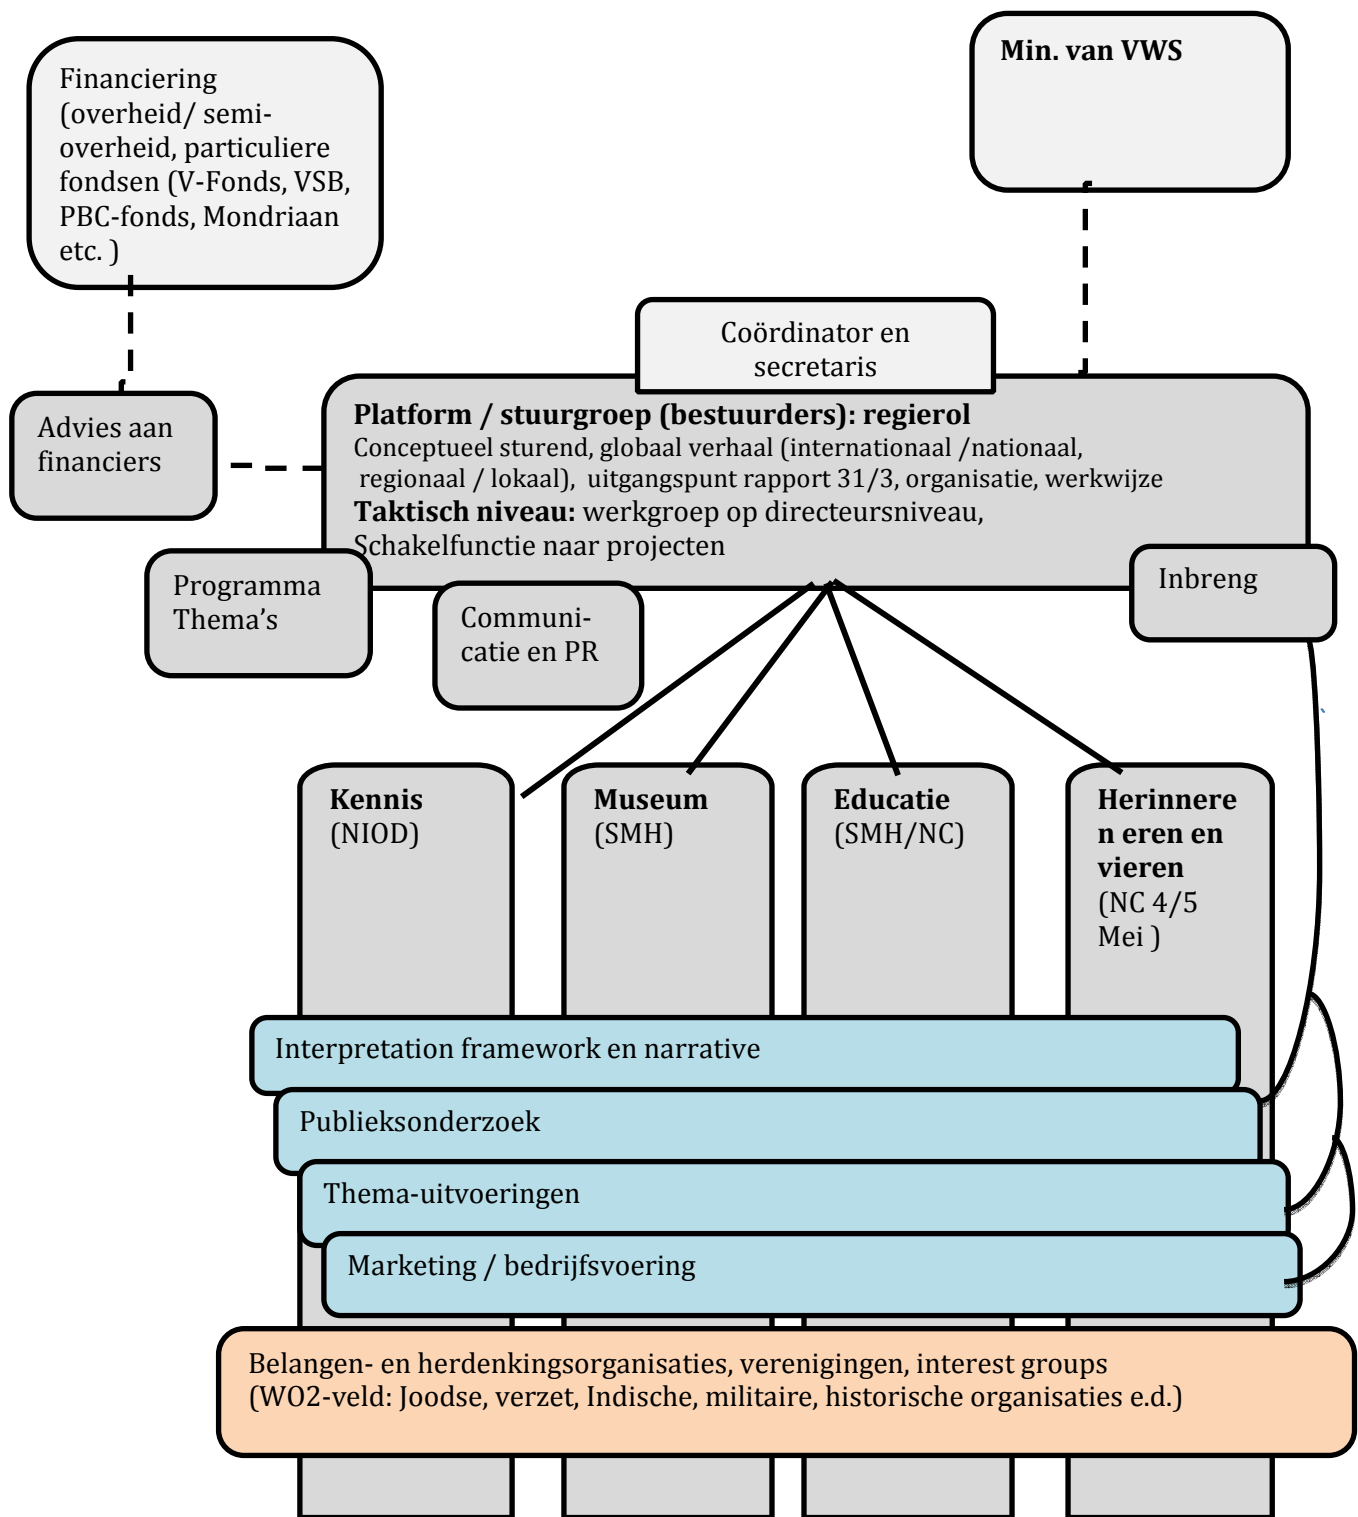 Financiering
(overheid/ semi-
overheid, particuliere
fondsen (V-Fonds, VSB,
PBC-fonds, Mondriaan
etc. )
Min. van VWS
Coördinator en
secretaris
Advies aan
financiers
Platform / stuurgroep (bestuurders): regierol
Conceptueel sturend, globaal verhaal (internationaal /nationaal,
regionaal / lokaal), uitgangspunt rapport 31/3, organisatie, werkwijze
Taktisch niveau: werkgroep op directeursniveau,
Schakelfunctie naar projecten
Programma
Thema's
Communi-
catie en PR
Inbreng
Kennis
(NIOD)
Museum
(SMH)
Educatie
(SMH/NC)
Herinnere
n eren en
vieren
(NC 4/5
Mei )
Interpretation framework en narrative
Publieksonderzoek
Thema-uitvoeringen
Marketing / bedrijfsvoering
Belangen- en herdenkingsorganisaties, verenigingen, interest groups
(WO2-veld: Joodse, verzet, Indische, militaire, historische organisaties e.d.)